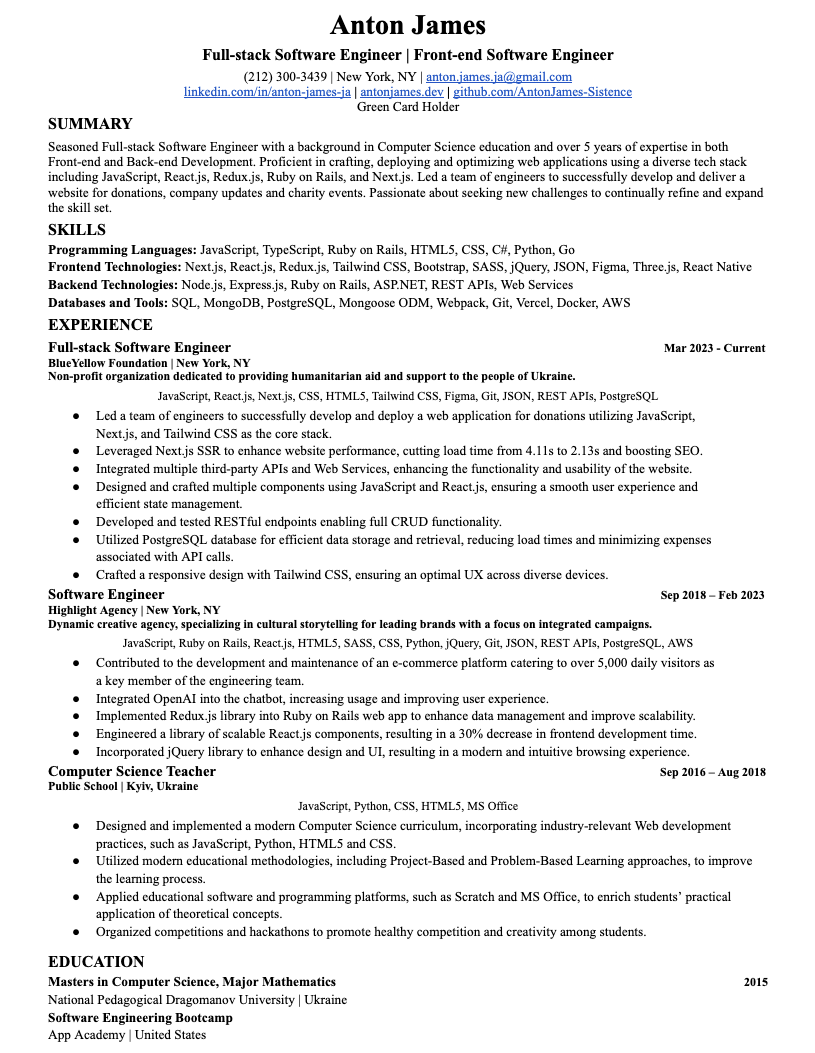 Anton James
Full-stack Software Engineer | Front-end Software Engineer
(212) 300-3439 | New York, NY | anton.james.ja@gmail.com
linkedin.com/in/anton-james-ja | antonjames.dev | github.com/AntonJames-Sistence
Green Card Holder
SUMMARY
Seasoned Full-stack Software Engineer with a background in Computer Science education and over 5 years of expertise in both
Front-end and Back-end Development. Proficient in crafting, deploying and optimizing web applications using a diverse tech stack
including JavaScript, React.js, Redux.js, Ruby on Rails, and Next.js. Led a team of engineers to successfully develop and deliver a
website for donations, company updates and charity events. Passionate about seeking new challenges to continually refine and expand
the skill set.
SKILLS
Programming Languages: JavaScript, TypeScript, Ruby on Rails, HTML5, CSS, C#, Python, Go
Frontend Technologies: Next.js, React.js, Redux.js, Tailwind CSS, Bootstrap, SASS, jQuery, JSON, Figma, Three.js, React Native
Backend Technologies: Node.js, Express.js, Ruby on Rails, ASP.NET, REST APIs, Web Services
Databases and Tools: SQL, MongoDB, PostgreSQL, Mongoose ODM, Webpack, Git, Vercel, Docker, AWS
EXPERIENCE
Full-stack Software Engineer Mar 2023 - Current
BlueYellow Foundation | New York, NY
Non-profit organization dedicated to providing humanitarian aid and support to the people of Ukraine.
JavaScript, React.js, Next.js, CSS, HTML5, Tailwind CSS, Figma, Git, JSON, REST APIs, PostgreSQL
● Led a team of engineers to successfully develop and deploy a web application for donations utilizing JavaScript,
Next.js, and Tailwind CSS as the core stack.
● Leveraged Next.js SSR to enhance website performance, cutting load time from 4.11s to 2.13s and boosting SEO.
● Integrated multiple third-party APIs and Web Services, enhancing the functionality and usability of the website.
● Designed and crafted multiple components using JavaScript and React.js, ensuring a smooth user experience and
efficient state management.
● Developed and tested RESTful endpoints enabling full CRUD functionality.
● Utilized PostgreSQL database for efficient data storage and retrieval, reducing load times and minimizing expenses
associated with API calls.
● Crafted a responsive design with Tailwind CSS, ensuring an optimal UX across diverse devices.
Software Engineer Sep 2018 – Feb 2023
Highlight Agency | New York, NY
Dynamic creative agency, specializing in cultural storytelling for leading brands with a focus on integrated campaigns.
JavaScript, Ruby on Rails, React.js, HTML5, SASS, CSS, Python, jQuery, Git, JSON, REST APIs, PostgreSQL, AWS
● Contributed to the development and maintenance of an e-commerce platform catering to over 5,000 daily visitors as
a key member of the engineering team.
● Integrated OpenAI into the chatbot, increasing usage and improving user experience.
● Implemented Redux.js library into Ruby on Rails web app to enhance data management and improve scalability.
● Engineered a library of scalable React.js components, resulting in a 30% decrease in frontend development time.
● Incorporated jQuery library to enhance design and UI, resulting in a modern and intuitive browsing experience.
Computer Science Teacher Sep 2016 – Aug 2018
Public School | Kyiv, Ukraine
JavaScript, Python, CSS, HTML5, MS Office
● Designed and implemented a modern Computer Science curriculum, incorporating industry-relevant Web development
practices, such as JavaScript, Python, HTML5 and CSS.
● Utilized modern educational methodologies, including Project-Based and Problem-Based Learning approaches, to improve
the learning process.
● Applied educational software and programming platforms, such as Scratch and MS Office, to enrich students’ practical
application of theoretical concepts.
● Organized competitions and hackathons to promote healthy competition and creativity among students.
EDUCATION
Masters in Computer Science, Major Mathematics 2015
National Pedagogical Dragomanov University | Ukraine
Software Engineering Bootcamp
App Academy | United States